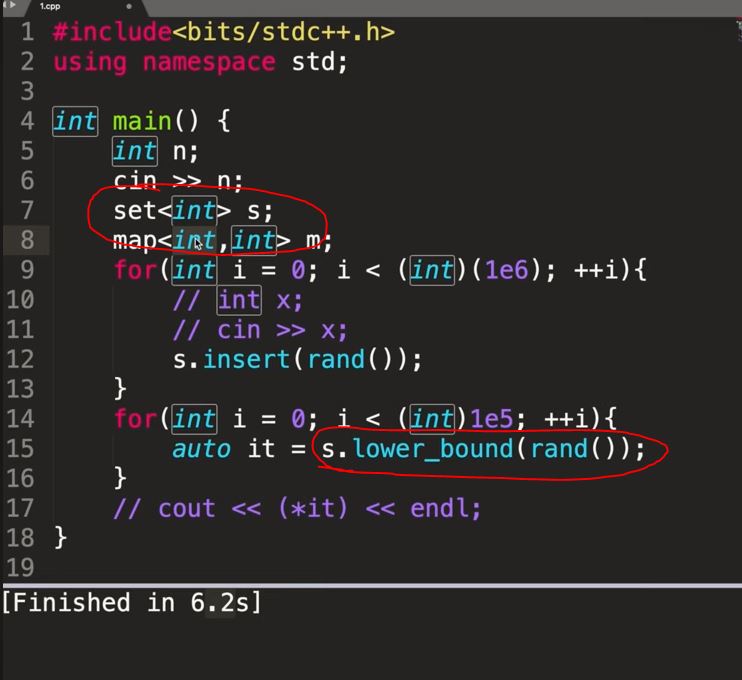 1.cpp
1 #include<bits/stdc++.h>
2 using namespace std;
3
4 int main() {
5 int n;
6 cin >> n;
7 set<int> s;
8 map<int,int> m;
9 for(int i = 0; i < (int)(1e6); ++i){
10 // int x;
11 // cin >> x;
12 s.insert(rand());
13 }
14 for(int i = 0; i < (int)1e5; ++i){
15 auto it = s.lower_bound(rand());
16 }
17 // cout << (*it) << endl;
18 }
19
[Finished in 6.2s]